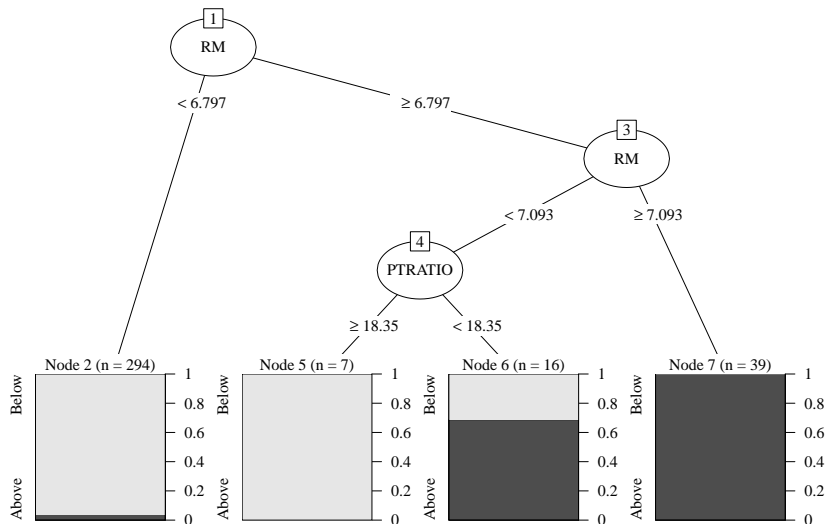 1
RM
< 6.797
≥ 6.797
3
RM
< 7.093
≥ 7.093
4
PTRATIO
≥ 18.35
< 18.35
Node 2 (n = 294)
Below
Above
1
0.8
0.6
0.4
0.2
0
Node 5 (n = 7)
Below
Above
1
0.8
0.6
0.4
0.2
0
Node 6 (n = 16)
Below
Above
1
0.8
0.6
0.4
0.2
0
Node 7 (n = 39)
Below
Above
1
0.8
0.6
0.4
0.2
0